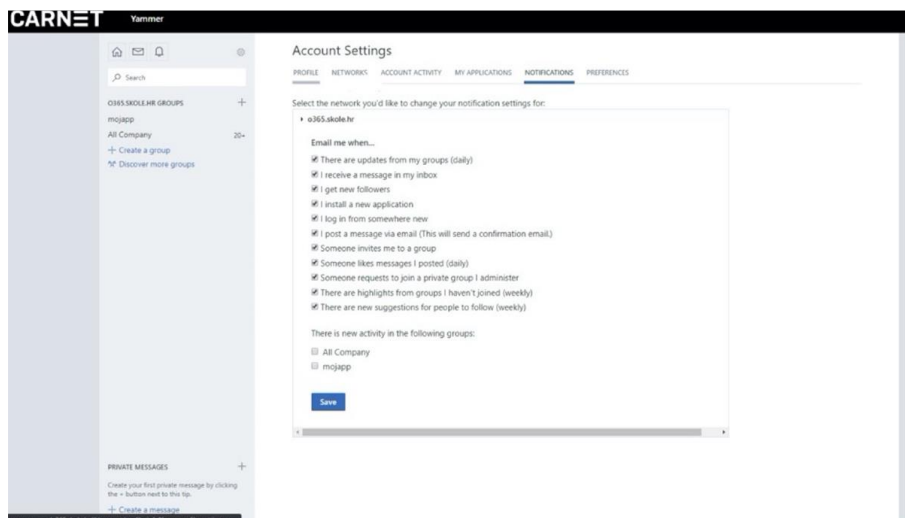 CARNET Yammer
Search
O365.SKOLE.HR GROUPS
mojapp
All Company 20+
+ Create a group
Discover more groups
PRIVATE MESSAGES
Create your first private message by clicking
the + button next to this tip.
+ Create a message
Account Settings
PROFILE NETWORKS ACCOUNT ACTIVITY MY APPLICATIONS NOTIFICATIONS PREFERENCES
Select the network you'd like to change your notification settings for:
o365.skole.hr
Email me when...
There are updates from my groups (daily)
I receive a message in my inbox
I get new followers
I install a new application
I log in from somewhere new
I post a message via email (This will send a confirmation email.)
Someone invites me to a group
Someone likes messages I posted (daily)
Someone requests to join a private group I administer
There are highlights from groups I haven't joined (weekly)
There are new suggestions for people to follow (weekly)
There is new activity in the following groups:
All Company
mojapp
Save